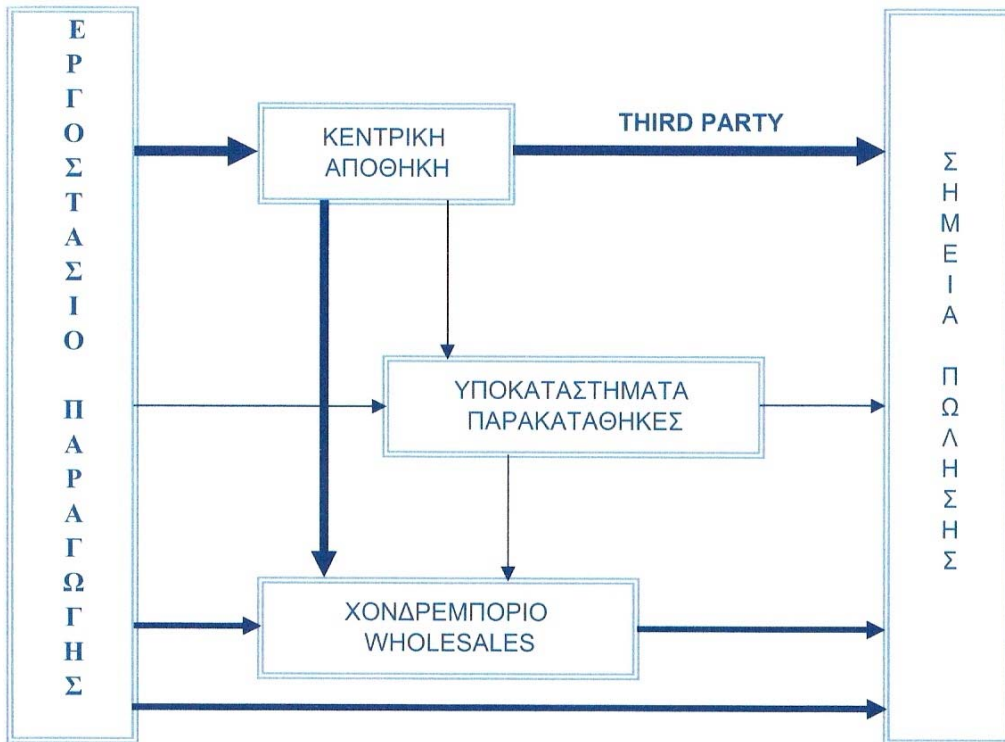 ΕΡΓΟΣΤΑΣΙΟ ΠΑΡΑΓΩΓΗΣ
ΚΕΝΤΡΙΚΗ
ΑΠΟΘΗΚΗ
THIRD PARTY
ΥΠΟΚΑΤΑΣΤΗΜΑΤΑ
ΠΑΡΑΚΑΤΑΘΗΚΕΣ
ΧΟΝΔΡΕΜΠΟΡΙΟ
WHOLESALES
ΣΗΜΕΙΑ ΠΩΛΗΣΗΣ